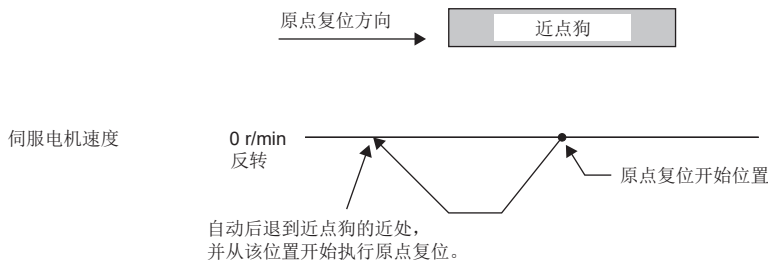 原点复位方向
近点狗
伺服电机速度
0 r/min
反转
原点复位开始位置
自动后退到近点狗的近处，
并从该位置开始执行原点复位。